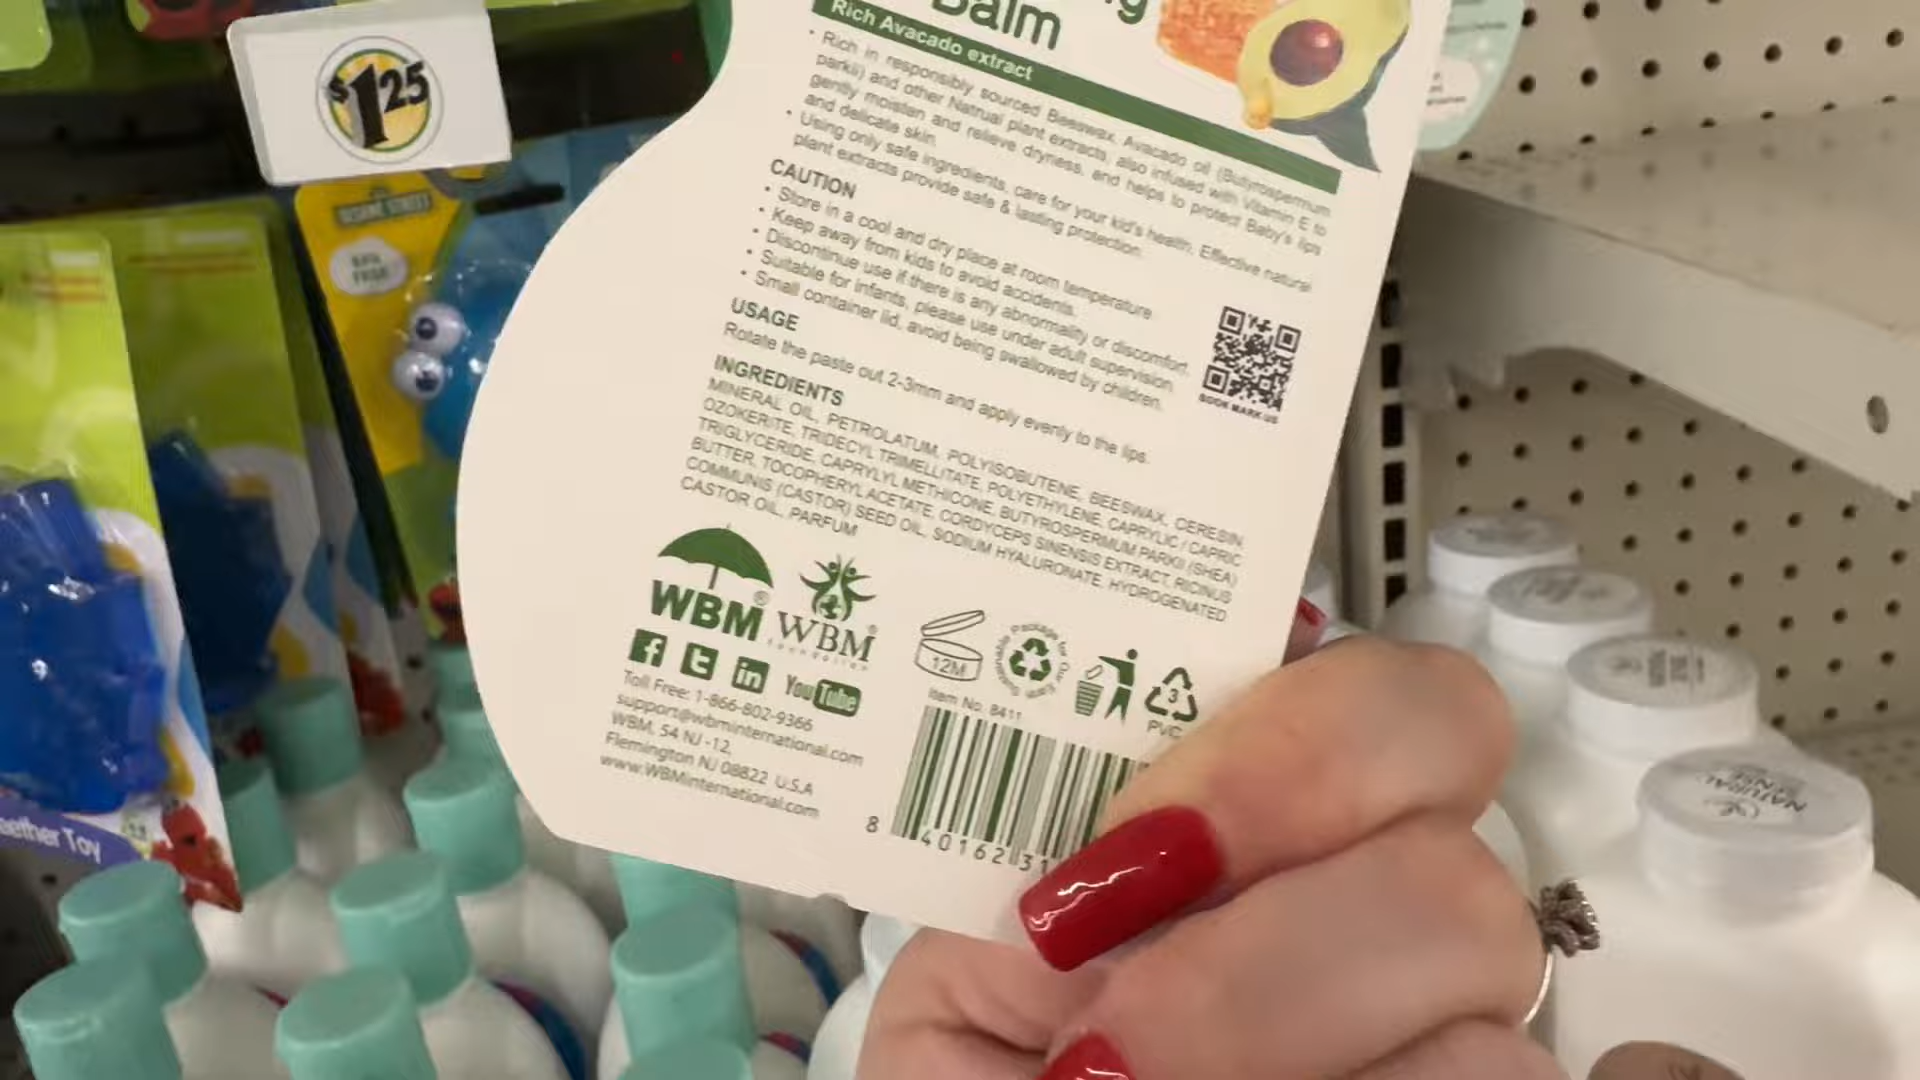 $1.25
SESAME STREET
Balm
Rich Avacado extract
• Rich in responsibly sourced Beeswax, Avacado oil (Butyrospermum
parkii) and other Natrual plant extracts, also infused with Vitamin E to
gently moisten and relieve dryness, and helps to protect Baby's lips
and delicate skin.
• Using only safe ingredients, care for your kid's health, Effective natural
plant extracts provide safe & lasting protection.
CAUTION
• Store in a cool and dry place at room temperature
• Keep away from kids to avoid accidents.
• Discontinue use if there is any abnormality or discomfort.
• Suitable for infants, please use under adult supervision.
• Small container lid, avoid being swallowed by children.
BOOK MARK US
USAGE
Rotate the paste out 2-3mm and apply evenly to the lips.
INGREDIENTS
MINERAL OIL, PETROLATUM, POLYISOBUTENE, BEESWAX, CERESIN
OZOKERITE, TRIDECYL TRIMELLITATE, POLYETHYLENE, CAPRYLIC / CAPRIC
TRIGLYCERIDE, CAPRYLYL METHICONE, BUTYROSPERMUM PARKII (SHEA)
BUTTER, TOCOPHERYL ACETATE, CORDYCEPS SINENSIS EXTRACT, RICINUS
COMMUNIS (CASTOR) SEED OIL, SODIUM HYALURONATE, HYDROGENATED
CASTOR OIL, PARFUM
WBM®
WBM®
foundation
12M
3
PVC
f t in YouTube
Toll Free: 1-866-802-9366
support@wbminternational.com
WBM, 54 NJ -12,
Flemington NJ 08822 U.S.A
www.WBMinternational.com
Item No. 8411
8 40162 31
eether Toy
NATURAL